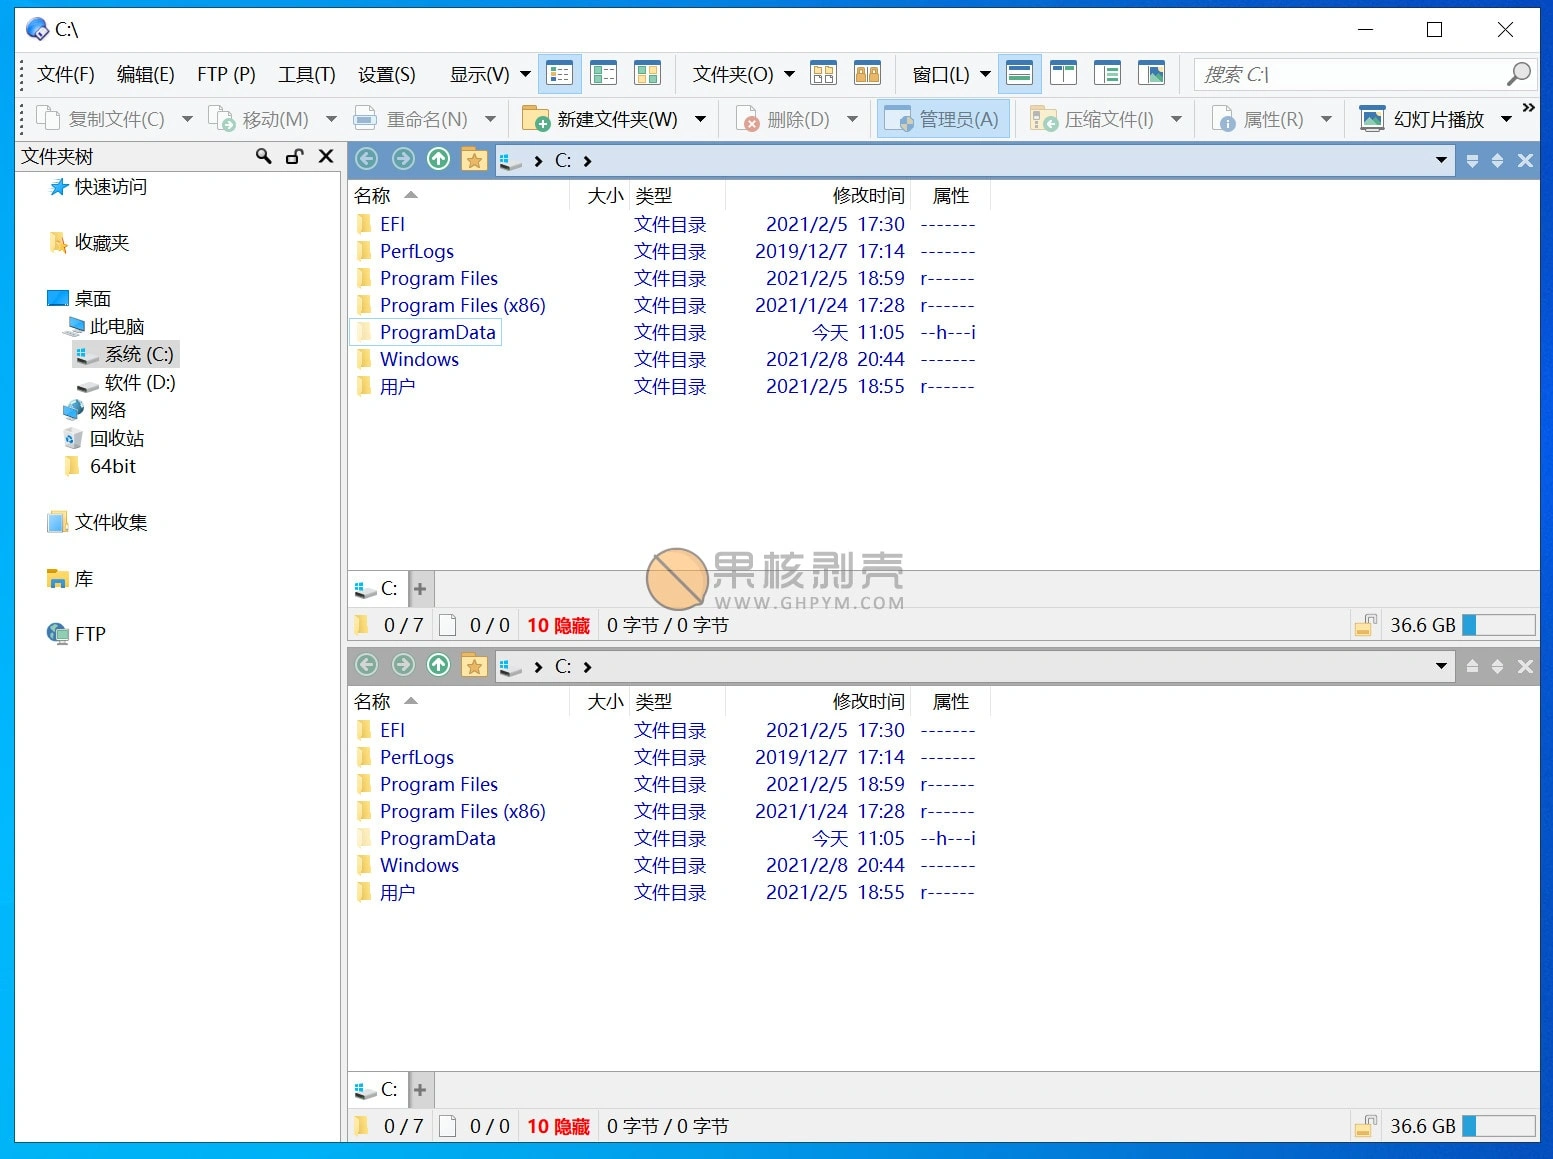 C:\
文件(F) 编辑(E) FTP (P) 工具(T) 设置(S) 显示(V) 文件夹(O) 窗口(L) 搜索 C:\
复制文件(C) 移动(M) 重命名(N) 新建文件夹(W) 删除(D) 管理员(A) 压缩文件(I) 属性(R) 幻灯片播放 »
文件夹树
快速访问
收藏夹
桌面
此电脑
系统 (C:)
软件 (D:)
网络
回收站
64bit
文件收集
库
FTP
C:
名称 大小 类型 修改时间 属性
EFI 文件目录 2021/2/5 17:30 -------
PerfLogs 文件目录 2019/12/7 17:14 -------
Program Files 文件目录 2021/2/5 18:59 r------
Program Files (x86) 文件目录 2021/1/24 17:28 r------
ProgramData 文件目录 今天 11:05 --h---i
Windows 文件目录 2021/2/8 20:44 -------
用户 文件目录 2021/2/5 18:55 r------
果核剥壳
WWW.GHPYM.COM
C: +
0 / 7 0 / 0 10 隐藏 0 字节 / 0 字节 36.6 GB
C:
名称 大小 类型 修改时间 属性
EFI 文件目录 2021/2/5 17:30 -------
PerfLogs 文件目录 2019/12/7 17:14 -------
Program Files 文件目录 2021/2/5 18:59 r------
Program Files (x86) 文件目录 2021/1/24 17:28 r------
ProgramData 文件目录 今天 11:05 --h---i
Windows 文件目录 2021/2/8 20:44 -------
用户 文件目录 2021/2/5 18:55 r------
C: +
0 / 7 0 / 0 10 隐藏 0 字节 / 0 字节 36.6 GB